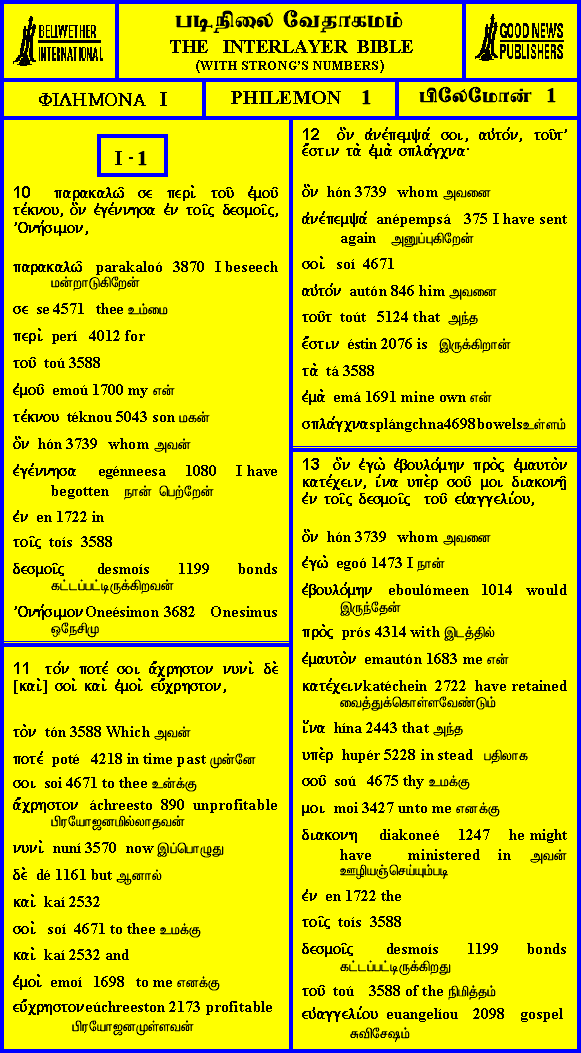 BELLWETHER
INTERNATIONAL
படிநிலை வேதாகமம்
THE INTERLAYER BIBLE
(WITH STRONG'S NUMBERS)
GOOD NEWS
PUBLISHERS
ΦΙΛΗΜΟΝΑ Ι
PHILEMON 1
பிலேமோன் 1
I - 1
10 παρακαλῶ σε περὶ τοῦ ἐμοῦ
τέκνου, ὃν ἐγέννησα ἐν τοῖς δεσμοῖς,
Ὀνήσιμον,
παρακαλῶ parakaloó 3870 I beseech
மன்றாடுகிறேன்
σε se 4571 thee உம்மை
περὶ perí 4012 for
τοῦ toú 3588
ἐμοῦ emoú 1700 my என்
τέκνου téknou 5043 son மகன்
ὃν hón 3739 whom அவன்
ἐγέννησα egénneesa 1080 I have
begotten நான் பெற்றேன்
ἐν en 1722 in
τοῖς toís 3588
δεσμοῖς desmoís 1199 bonds
கட்டப்பட்டிருக்கிறவன்
Ὀνήσιμον Oneésimon 3682 Onesimus
ஒநேசிமு
11 τόν ποτέ σοι ἄχρηστον νυνὶ δὲ
[καὶ] σοὶ καὶ ἐμοὶ εὔχρηστον,
τὸν tón 3588 Which அவன்
ποτέ poté 4218 in time past முன்னே
σοι soi 4671 to thee உன்க்கு
ἄχρηστον áchreesto 890 unprofitable
பிரயோஜனமில்லாதவன்
νυνὶ nuní 3570 now இப்பொழுது
δὲ dé 1161 but ஆனால்
καὶ kaí 2532
σοὶ soí 4671 to thee உமக்கு
καὶ kaí 2532 and
ἐμοὶ emoí 1698 to me எனக்கு
εὔχρηστον eúchreeston 2173 profitable
பிரயோஜனமுள்ளவன்
12 ὃν ἀνέπεμψά σοι, αὐτόν, τοῦτ'
ἔστιν τὰ ἐμὰ σπλάγχνα·
ὃν hón 3739 whom அவனை
ἀνέπεμψά anépempsá 375 I have sent
again அனுப்புகிறேன்
σοὶ soí 4671
αὐτόν autón 846 him அவனை
τοῦτ toút 5124 that அந்த
ἔστιν éstin 2076 is இருக்கிறான்
τὰ tá 3588
ἐμὰ emá 1691 mine own என்
σπλάγχνα splángchna 4698 bowels உள்ளம்
13 ὃν ἐγὼ ἐβουλόμην πρὸς ἐμαυτὸν
κατέχειν, ἵνα ὑπὲρ σοῦ μοι διακονῇ
ἐν τοῖς δεσμοῖς τοῦ εὐαγγελίου,
ὃν hón 3739 whom அவனை
ἐγὼ egoó 1473 I நான்
ἐβουλόμην eboulómeen 1014 would
இருந்தேன்
πρὸς prós 4314 with இடத்தில்
ἐμαυτὸν emautón 1683 me என்
κατέχειν katéchein 2722 have retained
வைத்துக்கொள்ளவேண்டும்
ἵνα hína 2443 that அந்த
ὑπὲρ hupér 5228 in stead பதிலாக
σοῦ soú 4675 thy உமக்கு
μοι moi 3427 unto me எனக்கு
διακονη diakoneé 1247 he might
have ministered in அவன்
ஊழியஞ்செய்யும்படி
ἐν en 1722 the
τοῖς toís 3588
δεσμοῖς desmoís 1199 bonds
கட்டப்பட்டிருக்கிறது
τοῦ toú 3588 of the நிமித்தம்
εὐαγγελίου euangelíou 2098 gospel
சுவிசேஷம்